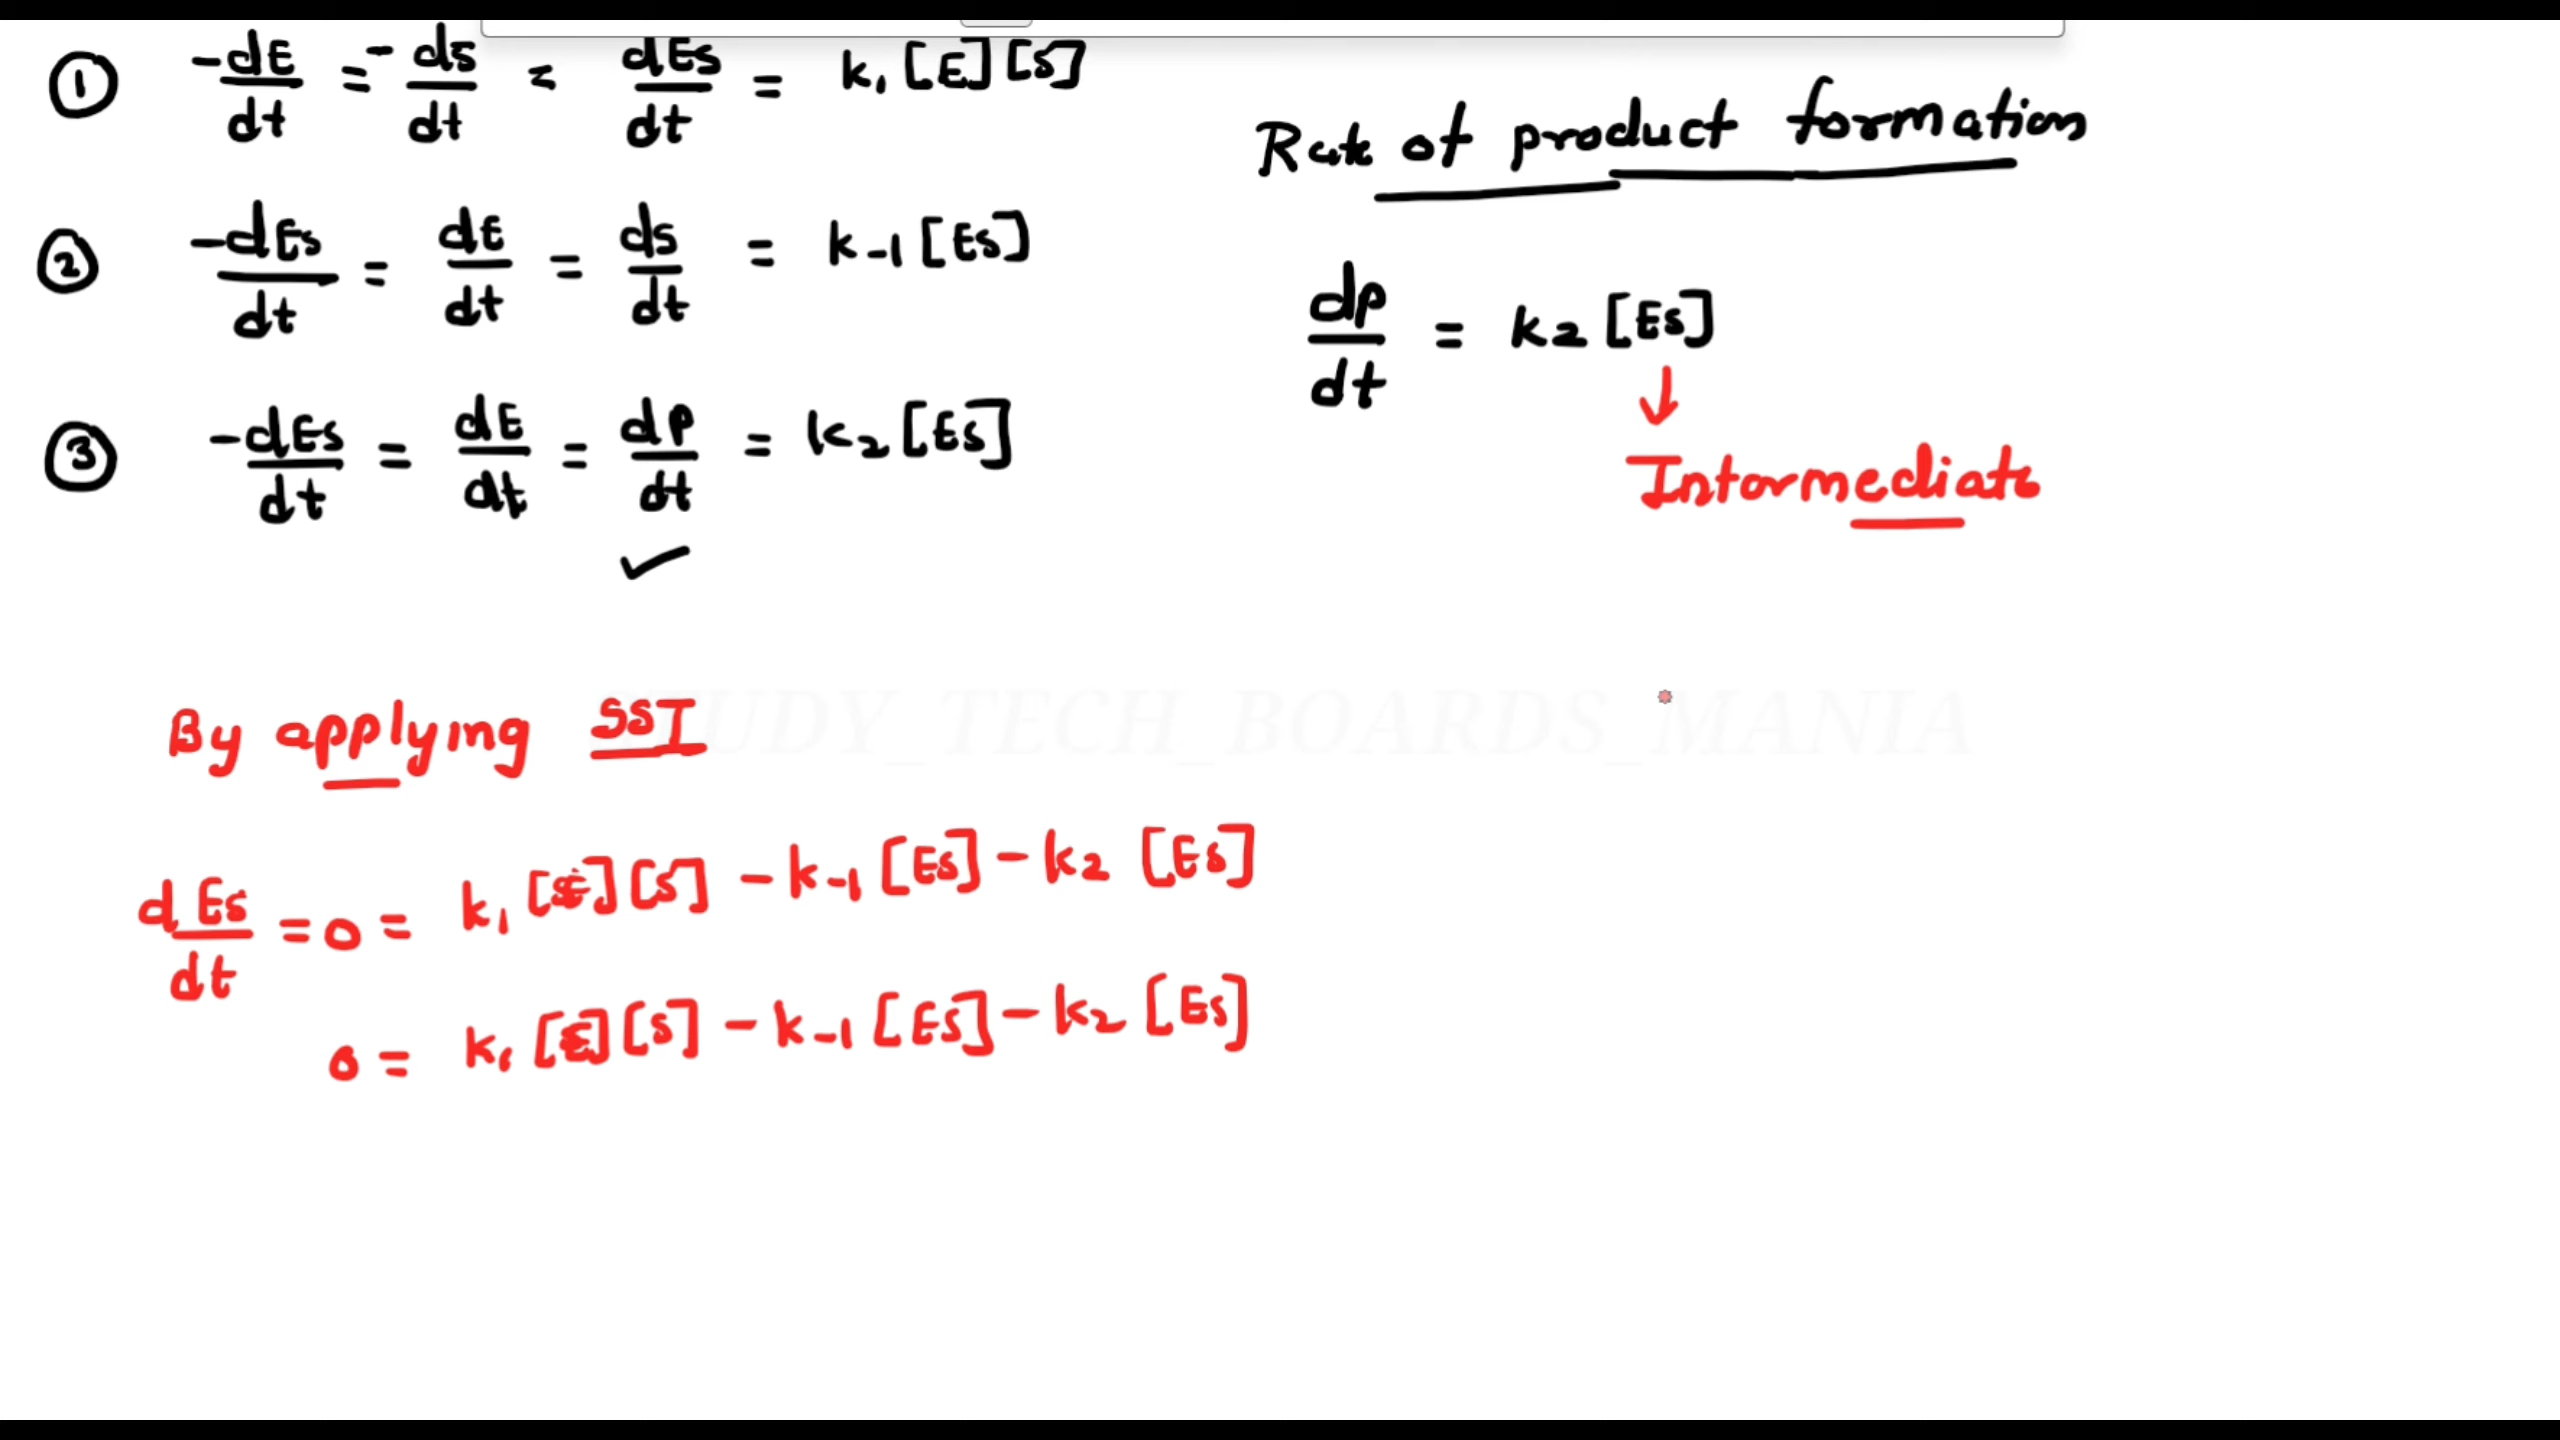 ① -dE/dt = -ds/dt = dEs/dt = k₁[E][S]
② -dEs/dt = dE/dt = ds/dt = k-1[Es]
③ -dEs/dt = dE/dt = dp/dt = k2[Es]
✓
Rate of product formation
dp/dt = k2[Es]
↓
Intermediate
STUDY_TECH_BOARDS_MANIA
By applying SSI
dEs/dt = 0 = k₁[E][S] - k-1[Es] - k2[Es]
0 = k₁[E][S] - k-1[Es] - k2[Es]